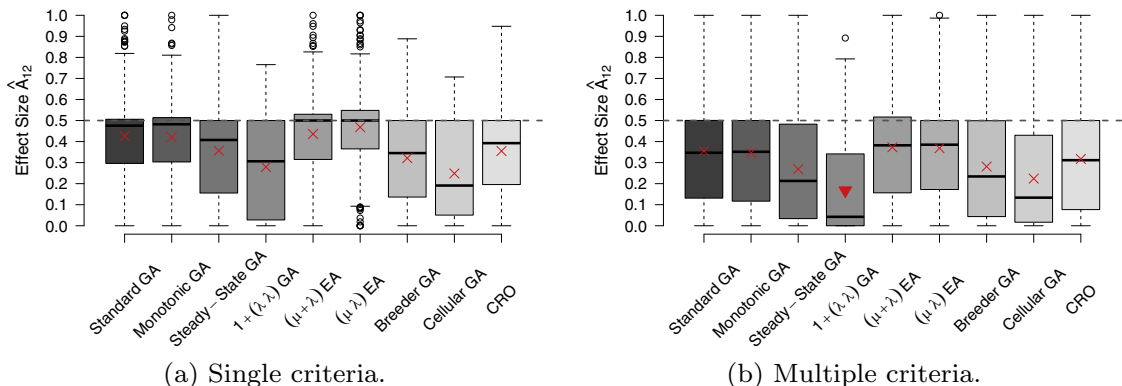 Effect Size Â12
1.0
0.9
0.8
0.7
0.6
0.5
0.4
0.3
0.2
0.1
0.0
Standard GA
Monotonic GA
Steady−State GA
1+(λ λ) GA
(μ+λ) EA
(μ λ) EA
Breeder GA
Cellular GA
CRO
(a) Single criteria.
Effect Size Â12
1.0
0.9
0.8
0.7
0.6
0.5
0.4
0.3
0.2
0.1
0.0
Standard GA
Monotonic GA
Steady−State GA
1+(λ λ) GA
(μ+λ) EA
(μ λ) EA
Breeder GA
Cellular GA
CRO
(b) Multiple criteria.